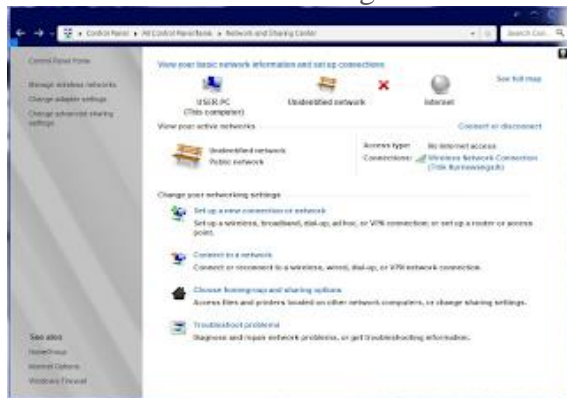 Control Panel ▸ All Control Panel Items ▸ Network and Sharing Center
Search Con...
Control Panel Home
Manage wireless networks
Change adapter settings
Change advanced sharing
settings
View your basic network information and set up connections
See full map
USER-PC
(This computer)
Unidentified network
Internet
View your active networks
Connect or disconnect
Unidentified network
Public network
Access type: No Internet access
Connections: Wireless Network Connection
Change your networking settings
Set up a new connection or network
Set up a wireless, broadband, dial-up, ad hoc, or VPN connection; or set up a router or access
point.
Connect to a network
Connect or reconnect to a wireless, wired, dial-up, or VPN network connection.
Choose homegroup and sharing options
Access files and printers located on other network computers, or change sharing settings.
Troubleshoot problems
Diagnose and repair network problems, or get troubleshooting information.
See also
HomeGroup
Internet Options
Windows Firewall